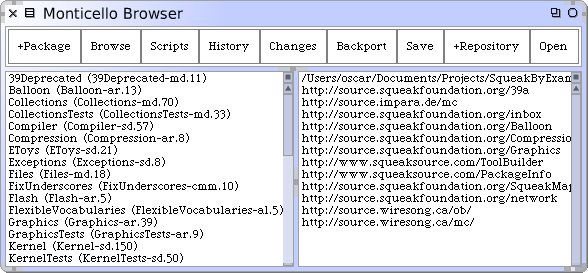 Monticello Browser
+Package Browse Scripts History Changes Backport Save +Repository Open
39Deprecated (39Deprecated-md.11)
Balloon (Balloon-ar.13)
Collections (Collections-md.70)
CollectionsTests (CollectionsTests-md.33)
Compiler (Compiler-sd.57)
Compression (Compression-ar.8)
EToys (EToys-sd.21)
Exceptions (Exceptions-sd.8)
Files (Files-md.18)
FixUnderscores (FixUnderscores-cmm.10)
Flash (Flash-ar.5)
FlexibleVocabularies (FlexibleVocabularies-al.5)
Graphics (Graphics-ar.39)
GraphicsTests (GraphicsTests-ar.9)
Kernel (Kernel-sd.150)
KernelTests (KernelTests-sd.50)
/Users/oscar/Documents/Projects/SqueakByExam
http://source.squeakfoundation.org/39a
http://source.impara.de/mc
http://source.squeakfoundation.org/inbox
http://source.squeakfoundation.org/Balloon
http://source.squeakfoundation.org/Compressio
http://source.squeakfoundation.org/Graphics
http://www.squeaksource.com/ToolBuilder
http://www.squeaksource.com/PackageInfo
http://source.squeakfoundation.org/SqueakMap
http://source.squeakfoundation.org/network
http://source.wiresong.ca/ob/
http://source.wiresong.ca/mc/